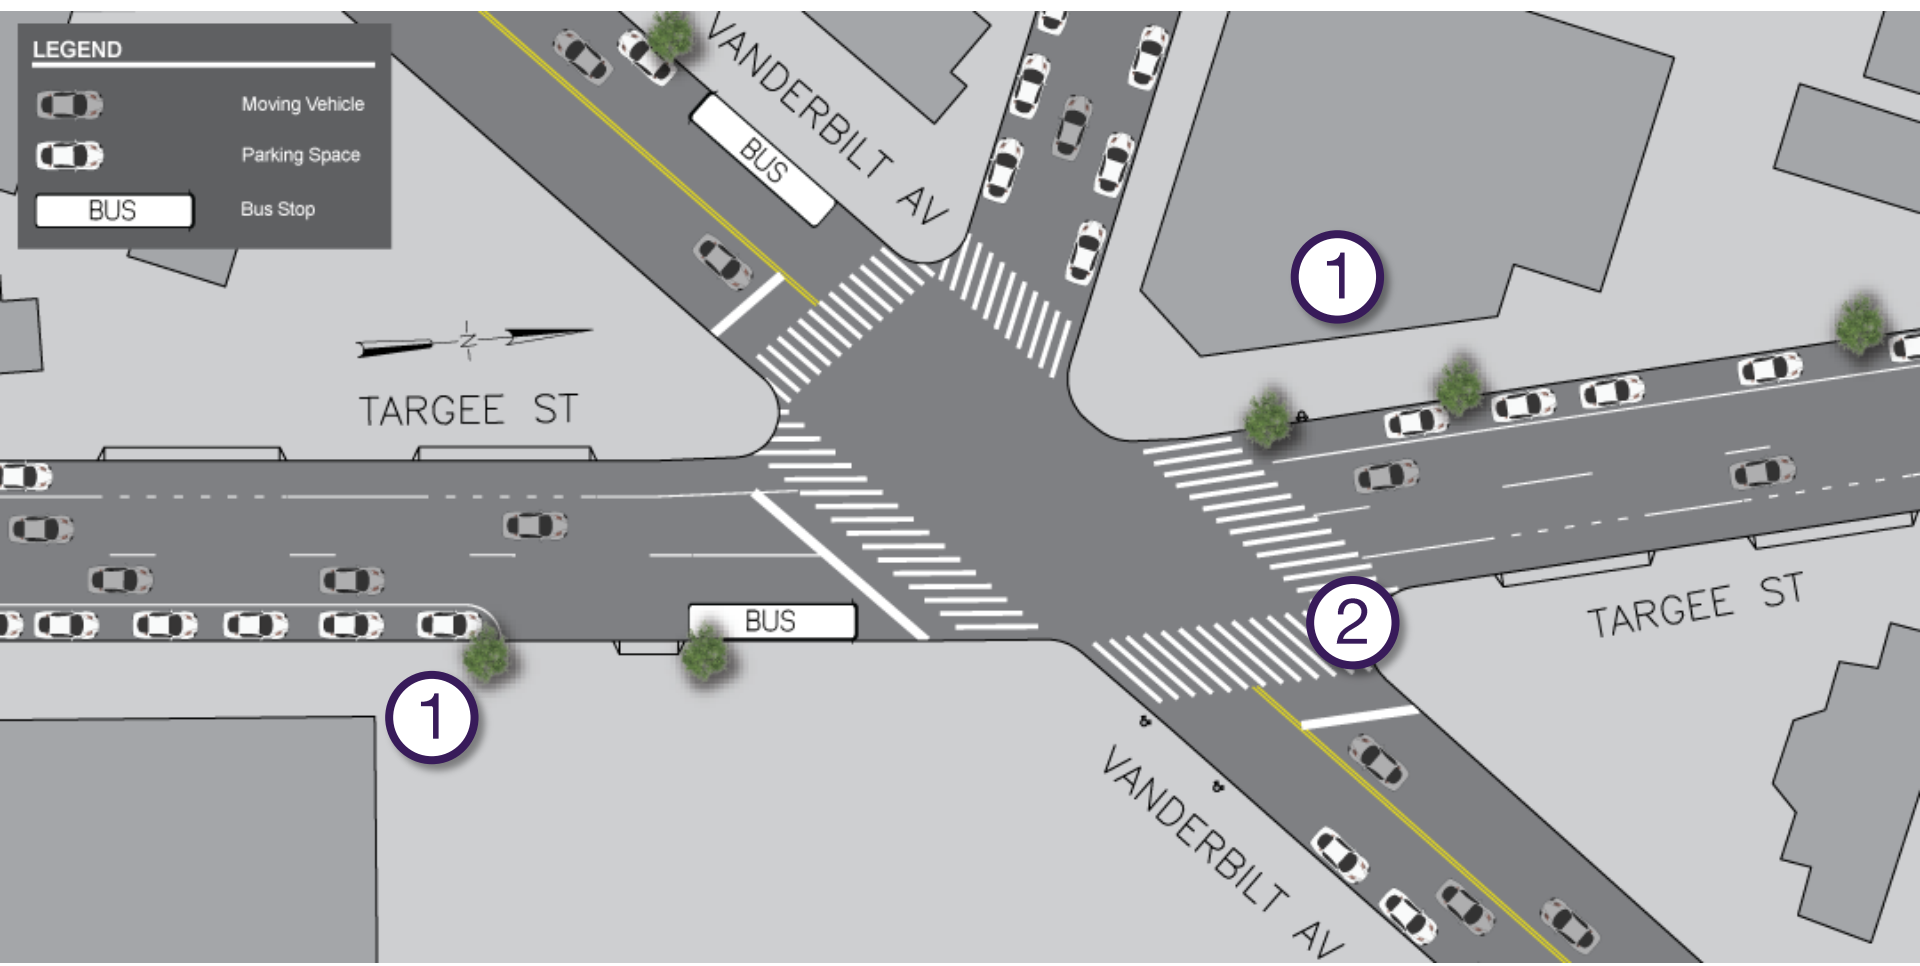 LEGEND
Moving Vehicle
Parking Space
BUS
Bus Stop
VANDERBILT AV
BUS
1
N
TARGEE ST
BUS
2
TARGEE ST
1
VANDERBILT AV